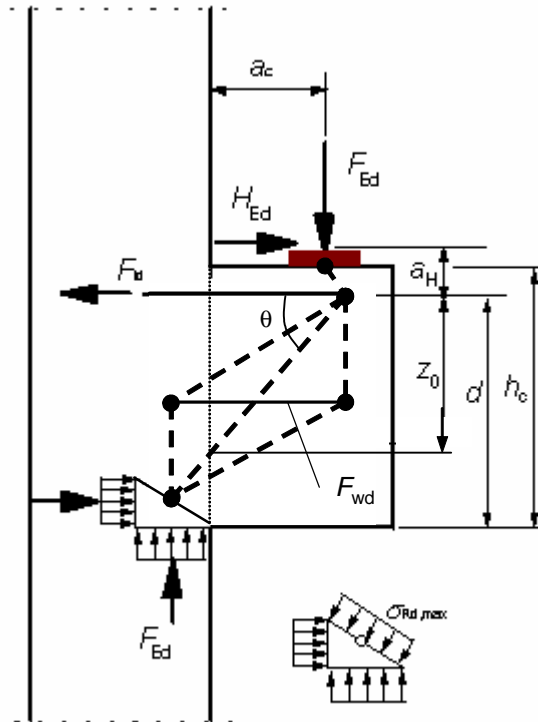 a_c
F_Ed
H_Ed
F_td
a_H
θ
z_0
d
h_c
F_wd
F_Ed
σ_Rd,max